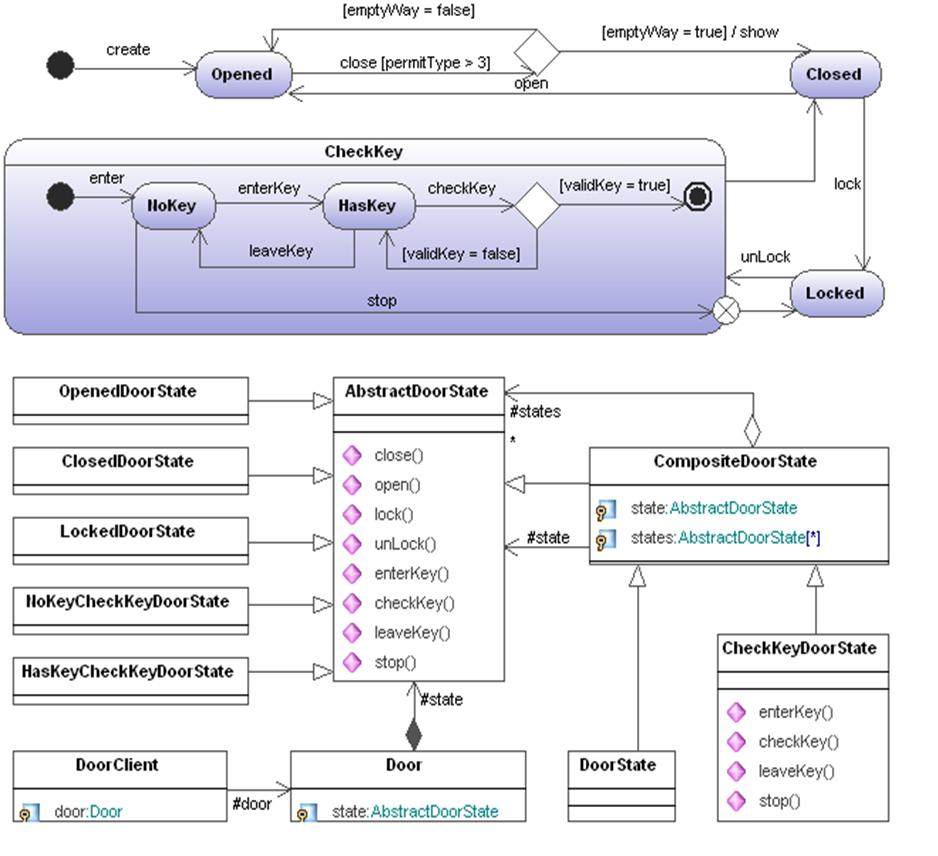 [emptyWay = false]
create
[emptyWay = true] / show
Opened
close [permitType > 3]
Closed
open
CheckKey
enter
enterKey
checkKey
[validKey = true]
lock
NoKey
HasKey
leaveKey
[validKey = false]
unLock
Locked
stop
OpenedDoorState
AbstractDoorState
#states
*
ClosedDoorState
close()
open()
lock()
unLock()
enterKey()
checkKey()
leaveKey()
stop()
CompositeDoorState
state:AbstractDoorState
states:AbstractDoorState[*]
#state
LockedDoorState
NoKeyCheckKeyDoorState
HasKeyCheckKeyDoorState
CheckKeyDoorState
enterKey()
checkKey()
leaveKey()
stop()
#state
DoorClient
door:Door
#door
Door
state:AbstractDoorState
DoorState